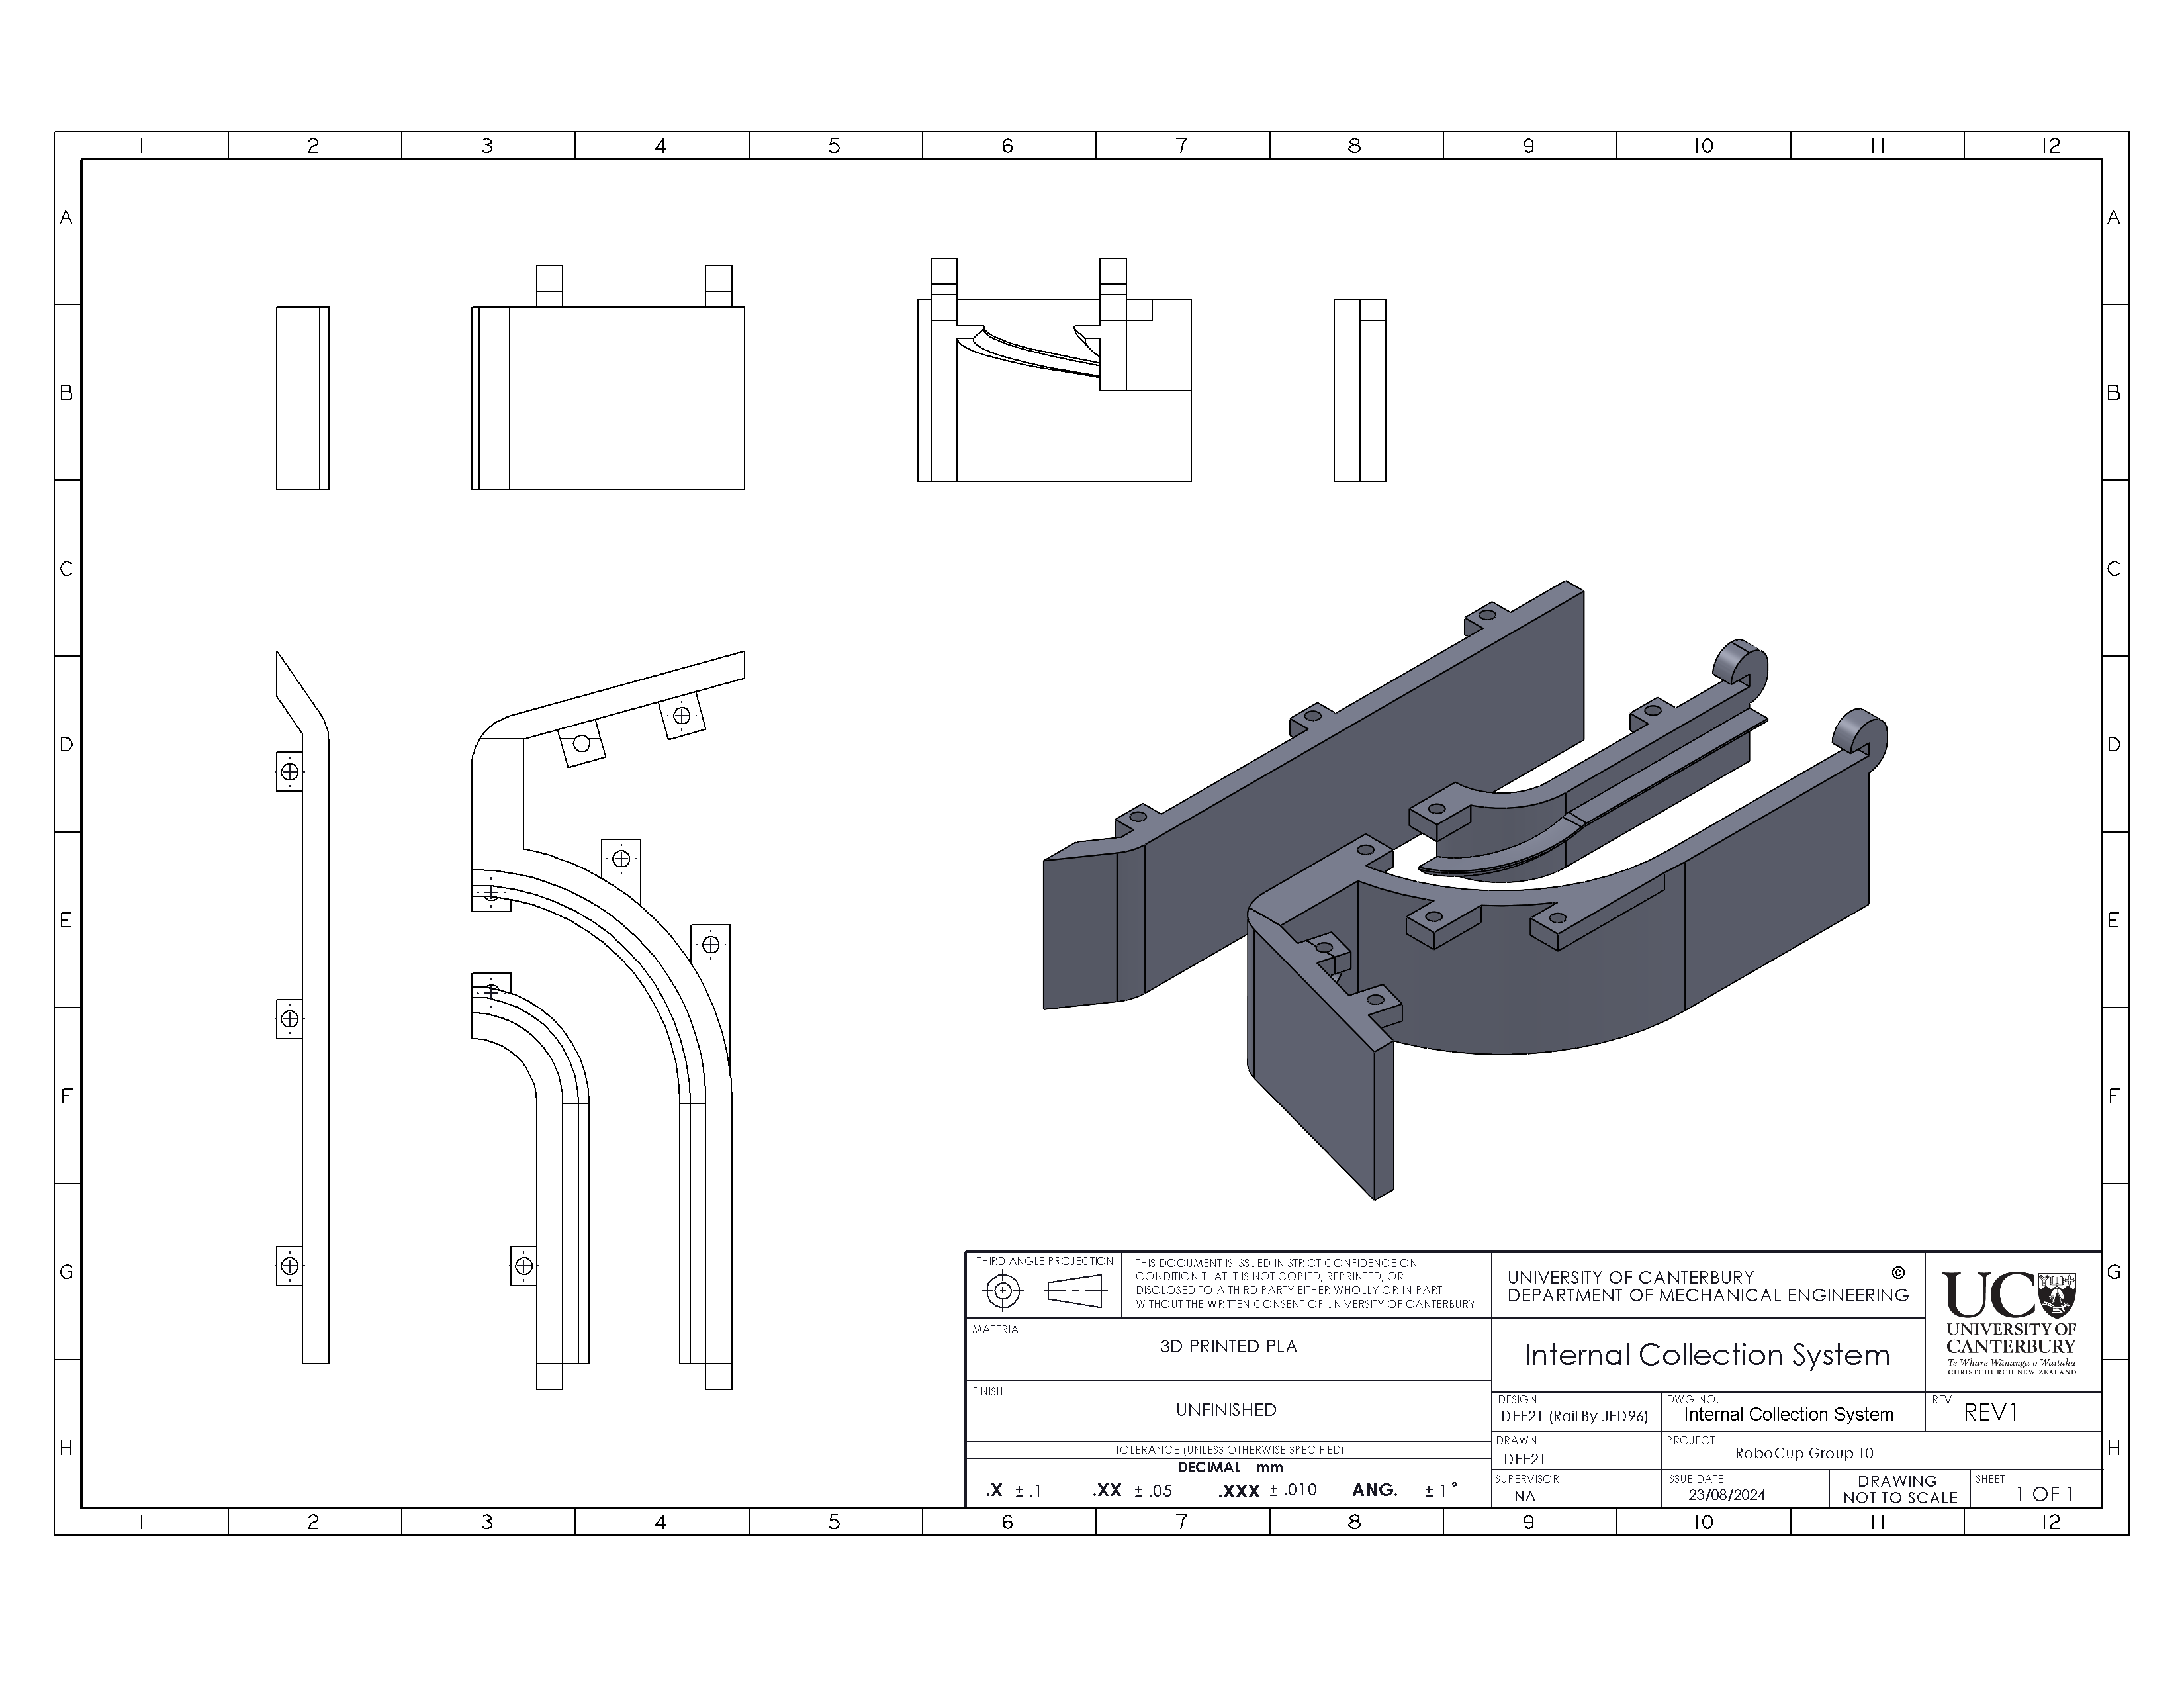 1 2 3 4 5 6 7 8 9 10 11 12
A A
B B
C C
D D
E E
F F
G G
H H
THIRD ANGLE PROJECTION
THIS DOCUMENT IS ISSUED IN STRICT CONFIDENCE ON
CONDITION THAT IT IS NOT COPIED, REPRINTED, OR
DISCLOSED TO A THIRD PARTY EITHER WHOLLY OR IN PART
WITHOUT THE WRITTEN CONSENT OF UNIVERSITY OF CANTERBURY
UNIVERSITY OF CANTERBURY ©
DEPARTMENT OF MECHANICAL ENGINEERING
UC
UNIVERSITY OF
CANTERBURY
Te Whare Wānanga o Waitaha
CHRISTCHURCH NEW ZEALAND
MATERIAL
3D PRINTED PLA
Internal Collection System
FINISH
UNFINISHED
DESIGN
DEE21 (Rail By JED96)
DWG NO.
Internal Collection System
REV
REV1
TOLERANCE (UNLESS OTHERWISE SPECIFIED)
DECIMAL mm
.X ± .1 .XX ± .05 .XXX ± .010 ANG. ± 1°
DRAWN
DEE21
PROJECT
RoboCup Group 10
SUPERVISOR
NA
ISSUE DATE
23/08/2024
DRAWING
NOT TO SCALE
SHEET
1 OF 1
1 2 3 4 5 6 7 8 9 10 11 12